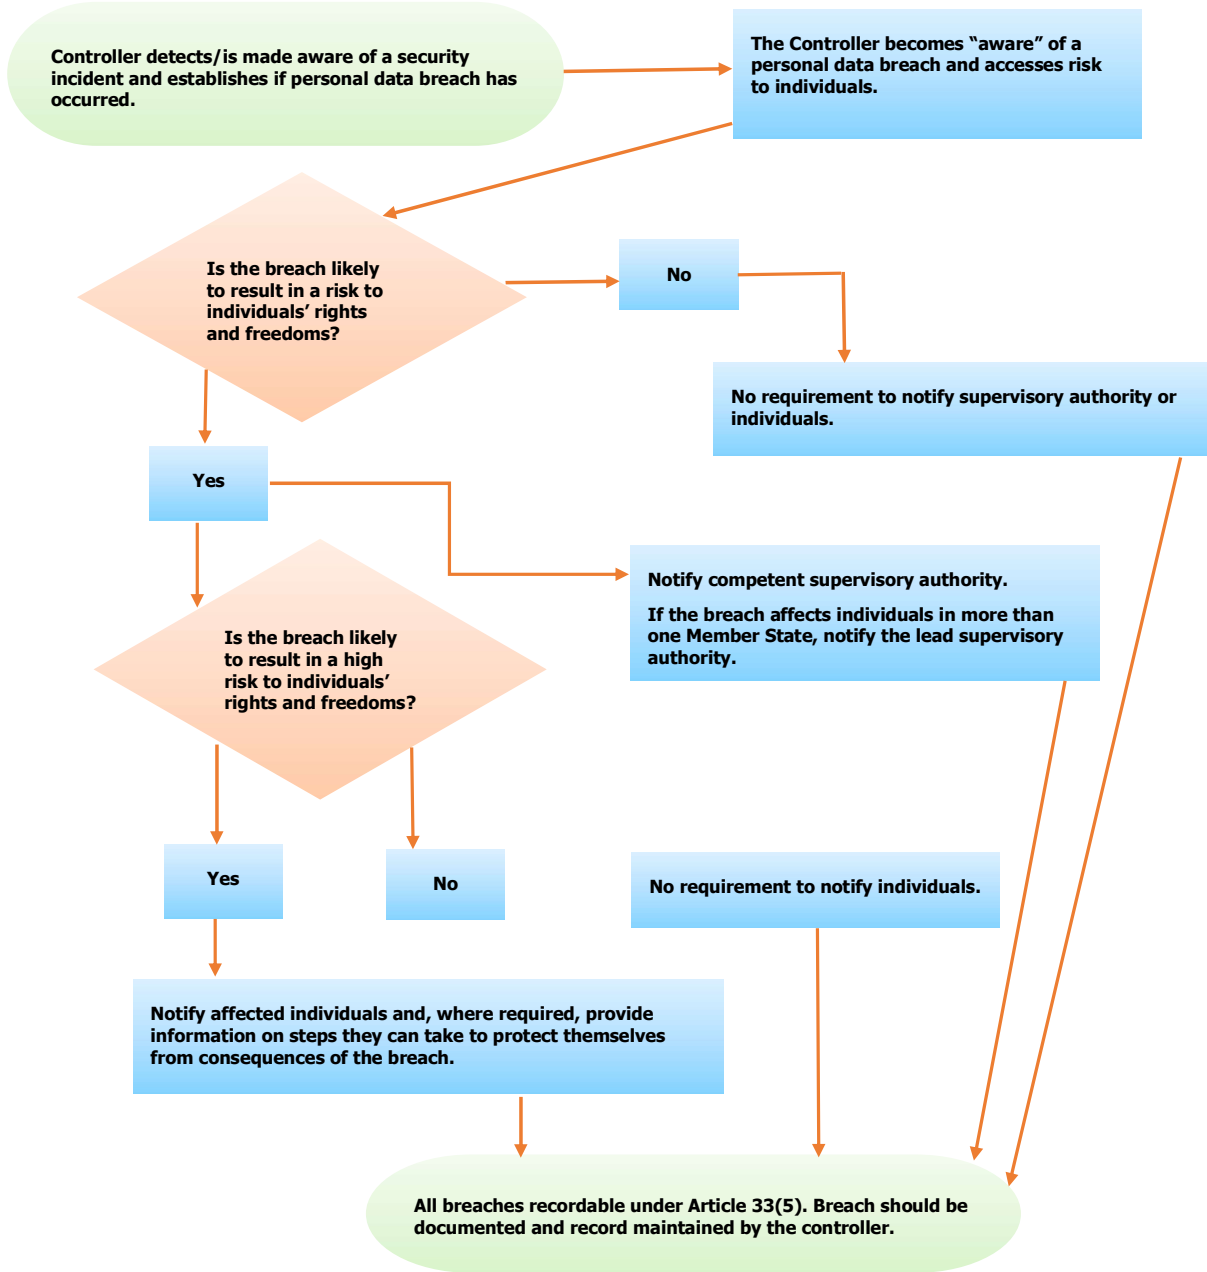 Controller detects/is made aware of a security
incident and establishes if personal data breach has
occurred.
The Controller becomes “aware” of a
personal data breach and accesses risk
to individuals.
Is the breach likely
to result in a risk to
individuals’ rights
and freedoms?
No
No requirement to notify supervisory authority or
individuals.
Yes
Notify competent supervisory authority.
If the breach affects individuals in more than
one Member State, notify the lead supervisory
authority.
Is the breach likely
to result in a high
risk to individuals’
rights and freedoms?
Yes
No
No requirement to notify individuals.
Notify affected individuals and, where required, provide
information on steps they can take to protect themselves
from consequences of the breach.
All breaches recordable under Article 33(5). Breach should be
documented and record maintained by the controller.